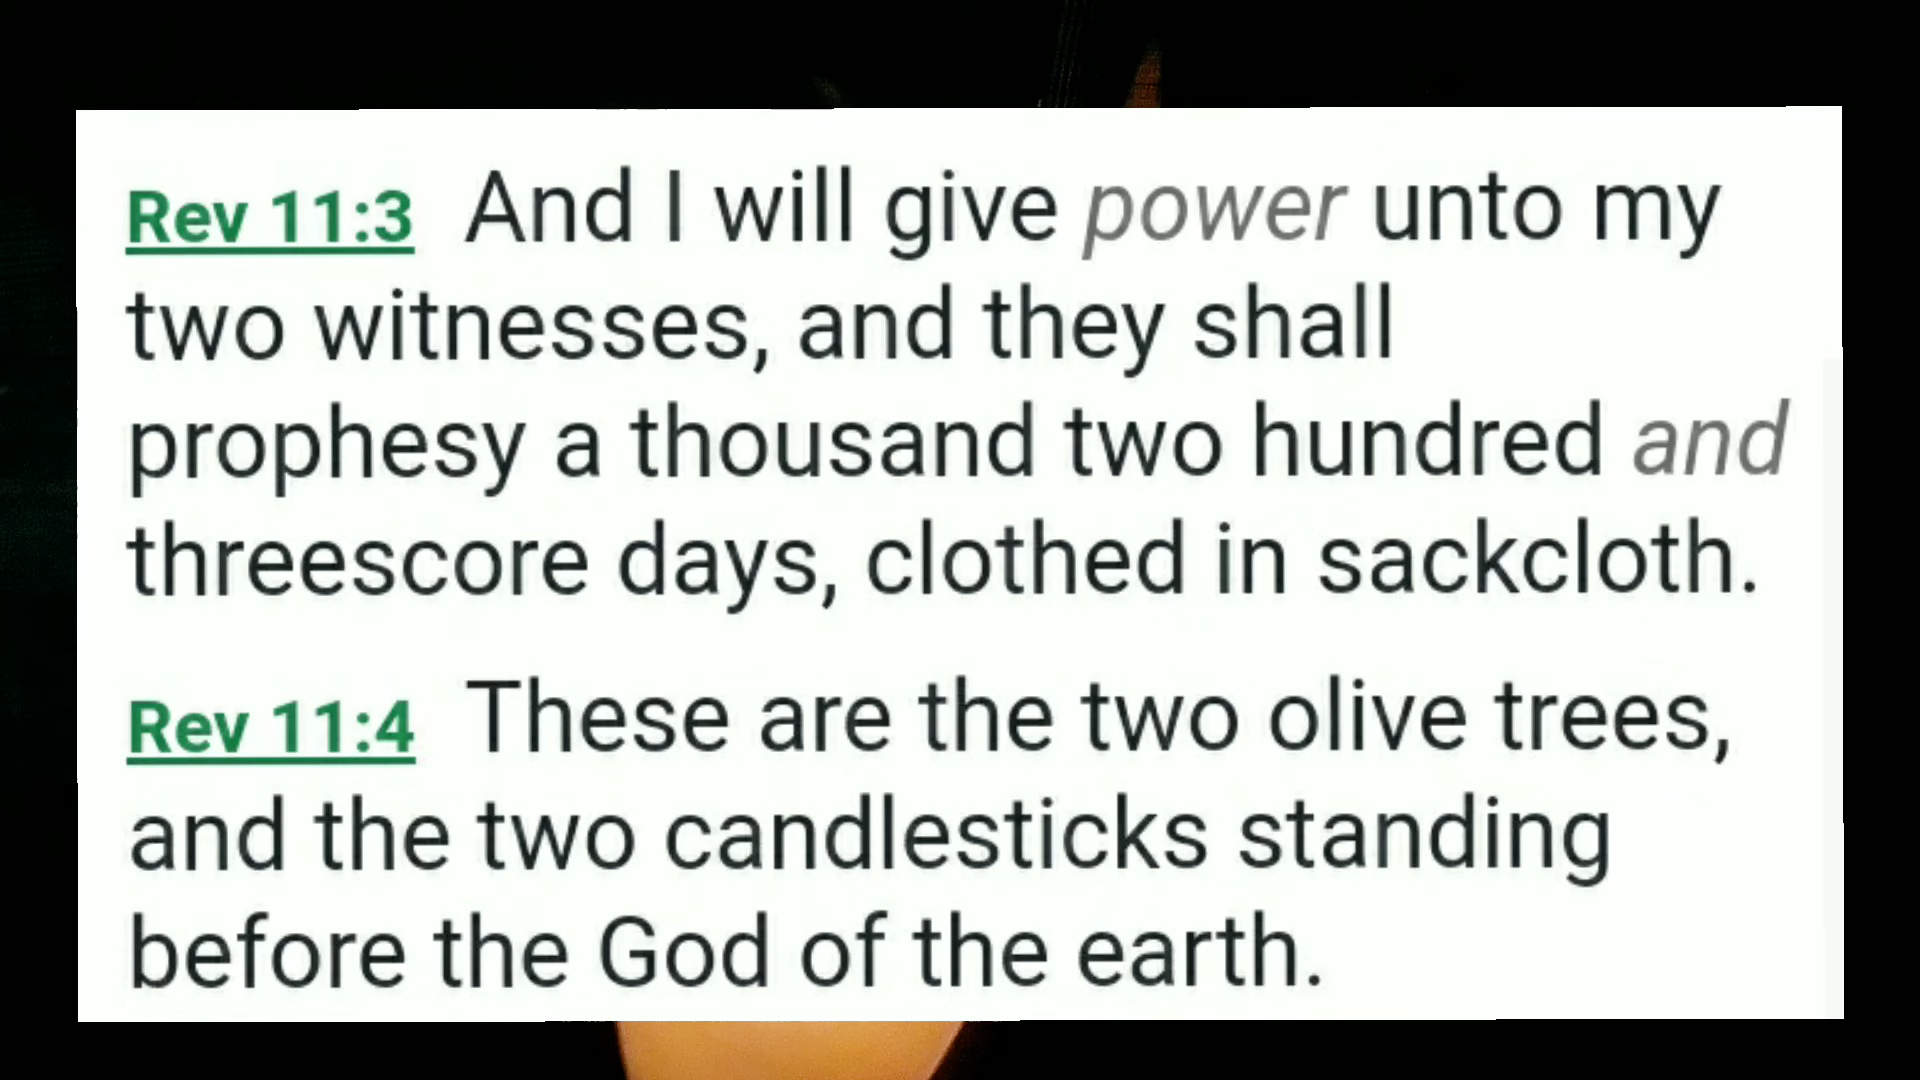 Rev 11:3 And I will give power unto my
two witnesses, and they shall
prophesy a thousand two hundred and
threescore days, clothed in sackcloth.
Rev 11:4 These are the two olive trees,
and the two candlesticks standing
before the God of the earth.